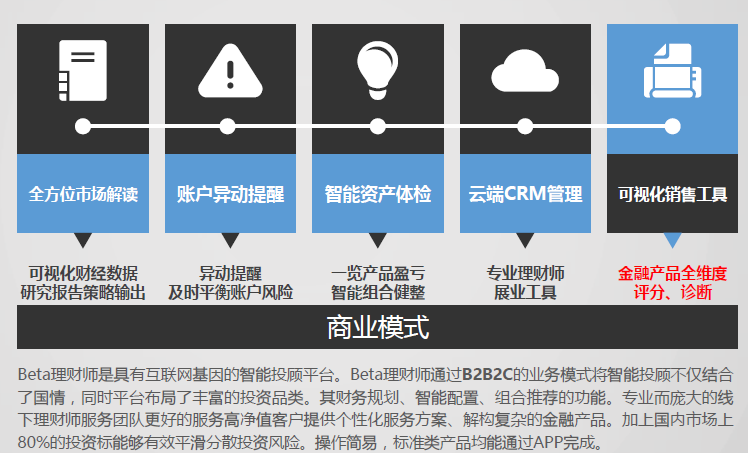 全方位市场解读 账户异动提醒 智能资产体检 云端CRM管理 可视化销售工具
可视化财经数据 异动提醒 一览产品盈亏 专业理财师 金融产品全维度
研究报告策略输出 及时平衡账户风险 智能组合健整 展业工具 评分、诊断
商业模式
Beta理财师是具有互联网基因的智能投顾平台。Beta理财师通过B2B2C的业务模式将智能投顾不仅结合
了国情，同时平台布局了丰富的投资品类。其财务规划、智能配置、组合推荐的功能。专业而庞大的线
下理财师服务团队更好的服务高净值客户提供个性化服务方案、解构复杂的金融产品。加上国内市场上
80%的投资标能够有效平滑分散投资风险。操作简易，标准类产品均能通过APP完成。